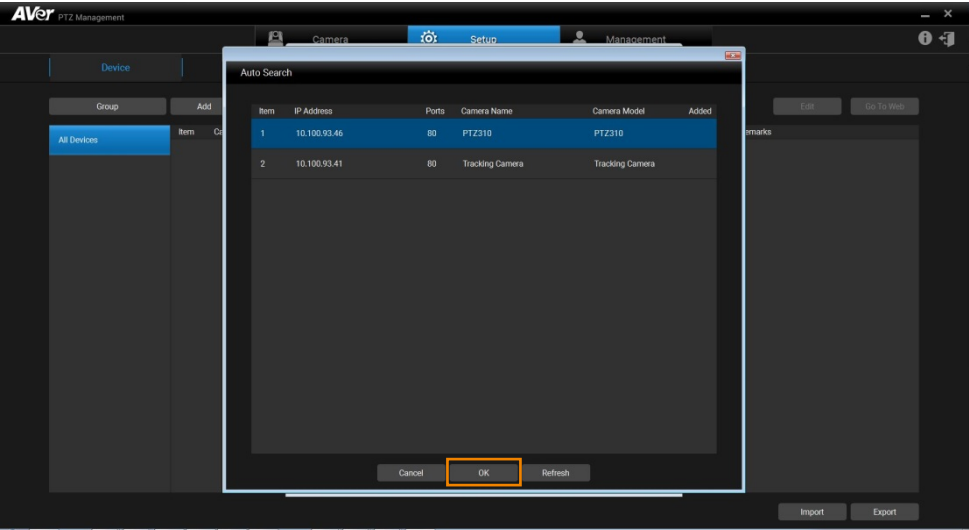 AVer PTZ Management
Camera Setup Management
Device
Auto Search
Group Add Edit Go To Web
Item IP Address Ports Camera Name Camera Model Added
All Devices
Item Ca emarks
1 10.100.93.46 80 PTZ310 PTZ310
2 10.100.93.41 80 Tracking Camera Tracking Camera
Cancel OK Refresh
Import Export